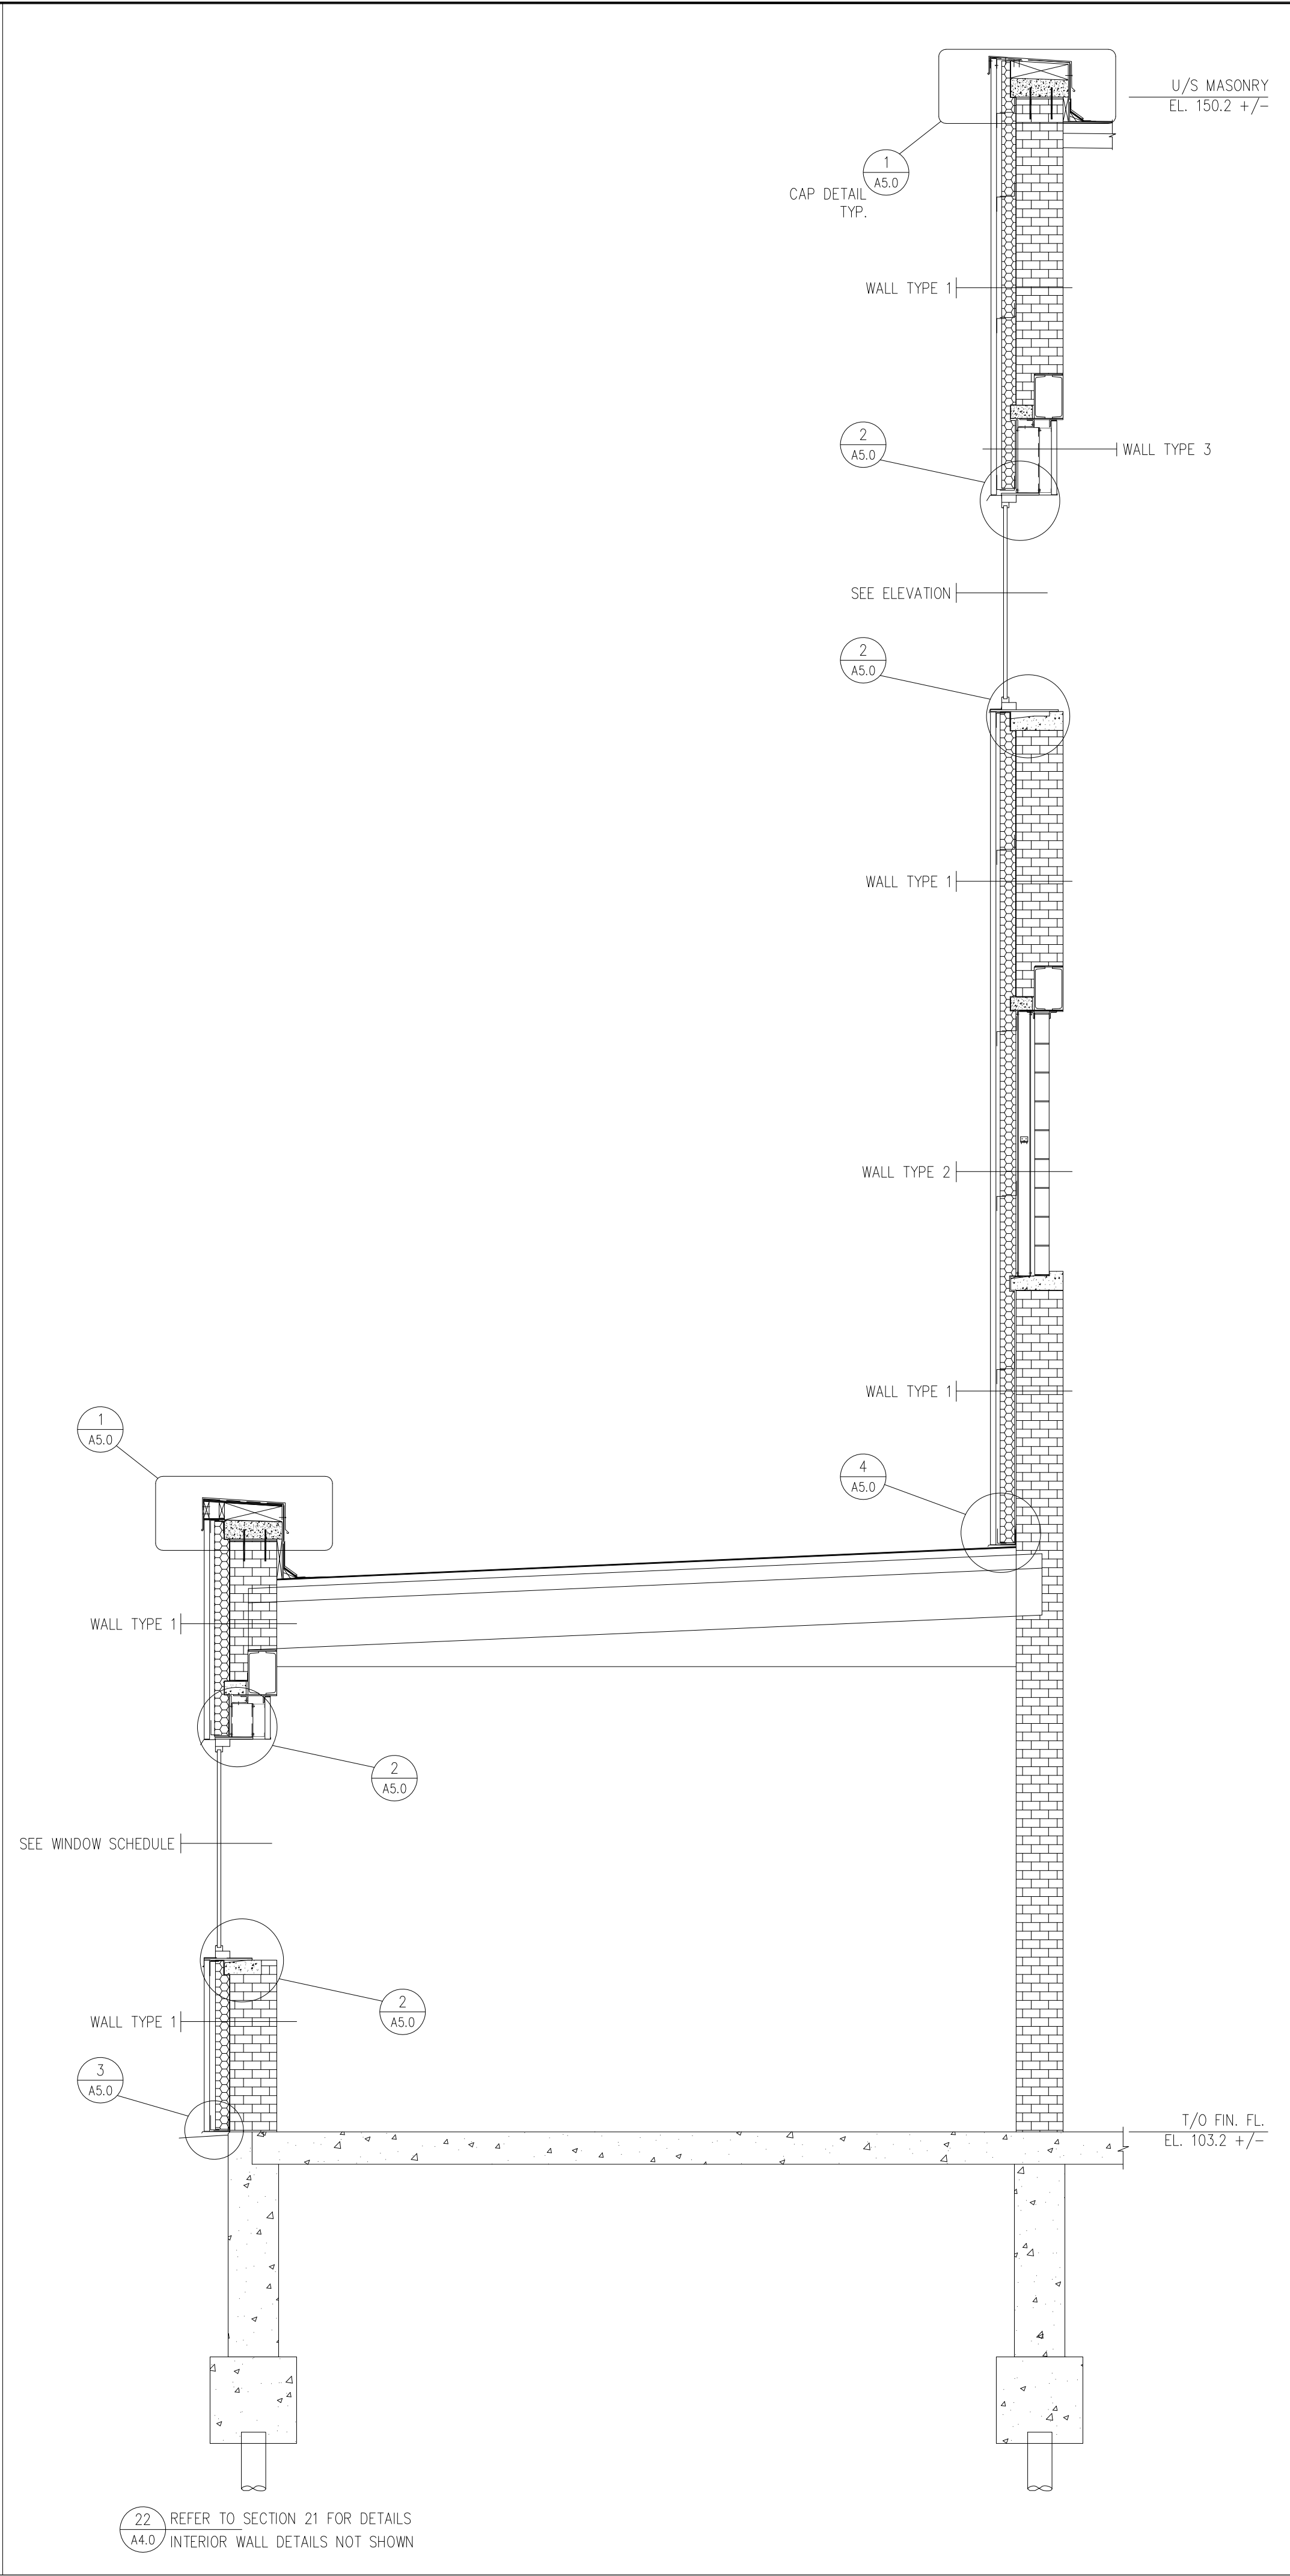 U/S MASONRY
EL. 150.2 +/-
1
A5.0
CAP DETAIL
TYP.
WALL TYPE 1
2
A5.0
WALL TYPE 3
SEE ELEVATION
2
A5.0
WALL TYPE 1
WALL TYPE 2
WALL TYPE 1
1
A5.0
4
A5.0
WALL TYPE 1
2
A5.0
SEE WINDOW SCHEDULE
2
A5.0
WALL TYPE 1
3
A5.0
T/O FIN. FL.
EL. 103.2 +/-
22
A4.0
REFER TO SECTION 21 FOR DETAILS
INTERIOR WALL DETAILS NOT SHOWN